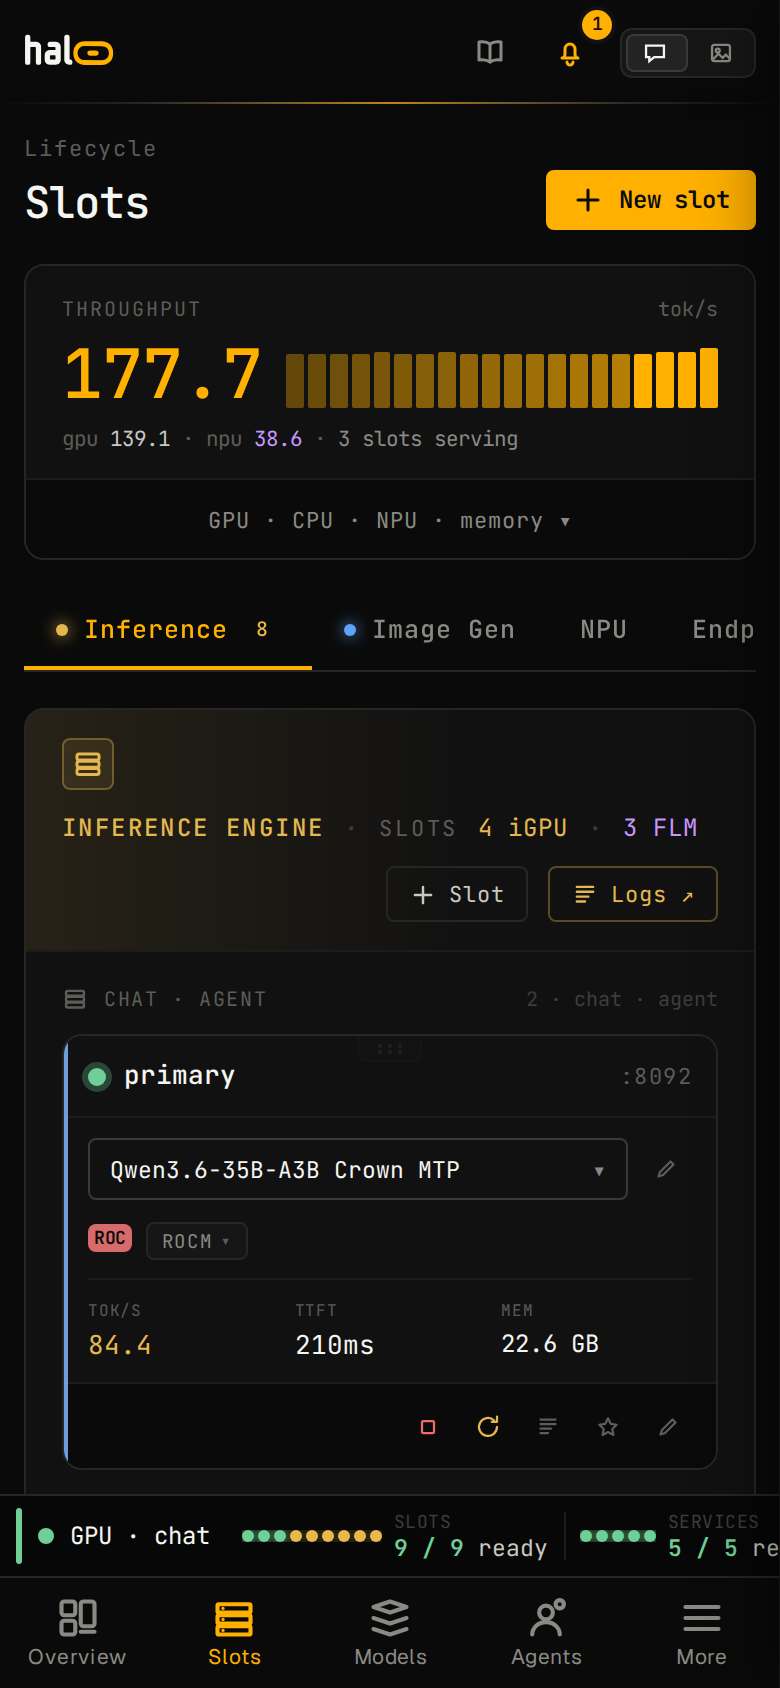 halo
1
Lifecycle
Slots
New slot
THROUGHPUT
tok/s
177.7
gpu 139.1 · npu 38.6 · 3 slots serving
GPU · CPU · NPU · memory ▾
Inference 8
Image Gen
NPU
Endp
INFERENCE ENGINE · SLOTS 4 iGPU · 3 FLM
+ Slot
Logs ↗
CHAT · AGENT
2 · chat · agent
primary
:8092
Qwen3.6-35B-A3B Crown MTP ▾
ROC
ROCM ▾
TOK/S TTFT MEM
84.4 210ms 22.6 GB
GPU · chat
SLOTS
9 / 9 ready
SERVICES
5 / 5 re
Overview
Slots
Models
Agents
More